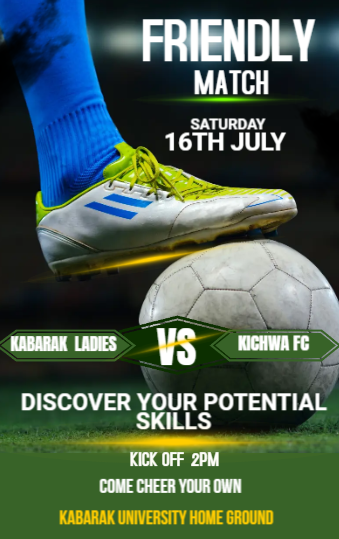 FRIENDLY
MATCH
SATURDAY
16TH JULY
KABARAK LADIES
VS
KICHWA FC
DISCOVER YOUR POTENTIAL
SKILLS
KICK OFF 2PM
COME CHEER YOUR OWN
KABARAK UNIVERSITY HOME GROUND